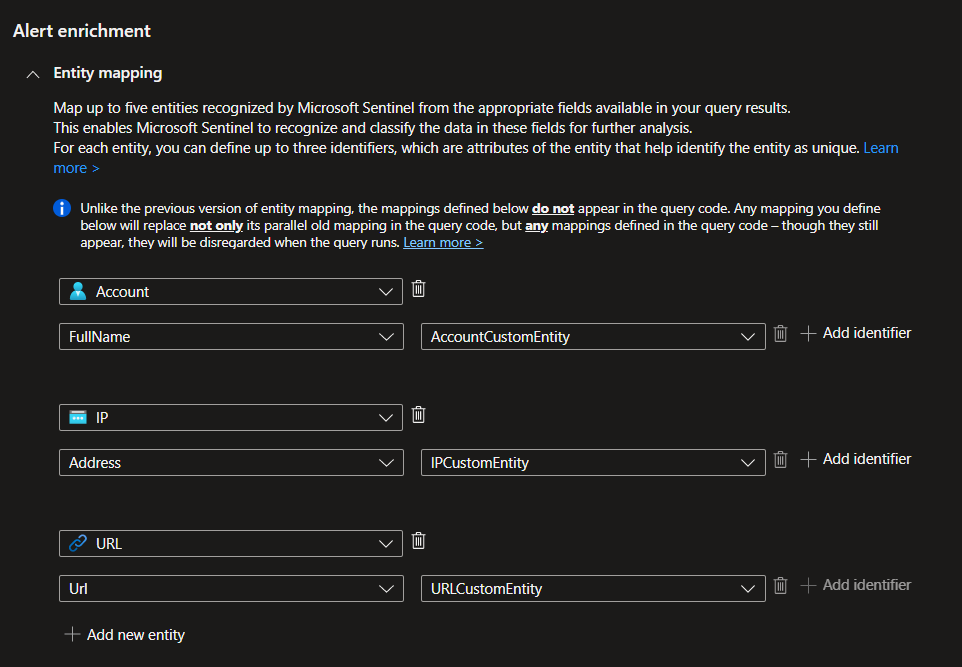 Alert enrichment
Entity mapping
Map up to five entities recognized by Microsoft Sentinel from the appropriate fields available in your query results.
This enables Microsoft Sentinel to recognize and classify the data in these fields for further analysis.
For each entity, you can define up to three identifiers, which are attributes of the entity that help identify the entity as unique. Learn
more >
Unlike the previous version of entity mapping, the mappings defined below do not appear in the query code. Any mapping you define
below will replace not only its parallel old mapping in the query code, but any mappings defined in the query code – though they still
appear, they will be disregarded when the query runs. Learn more >
Account
FullName AccountCustomEntity Add identifier
IP
Address IPCustomEntity Add identifier
URL
Url URLCustomEntity Add identifier
Add new entity